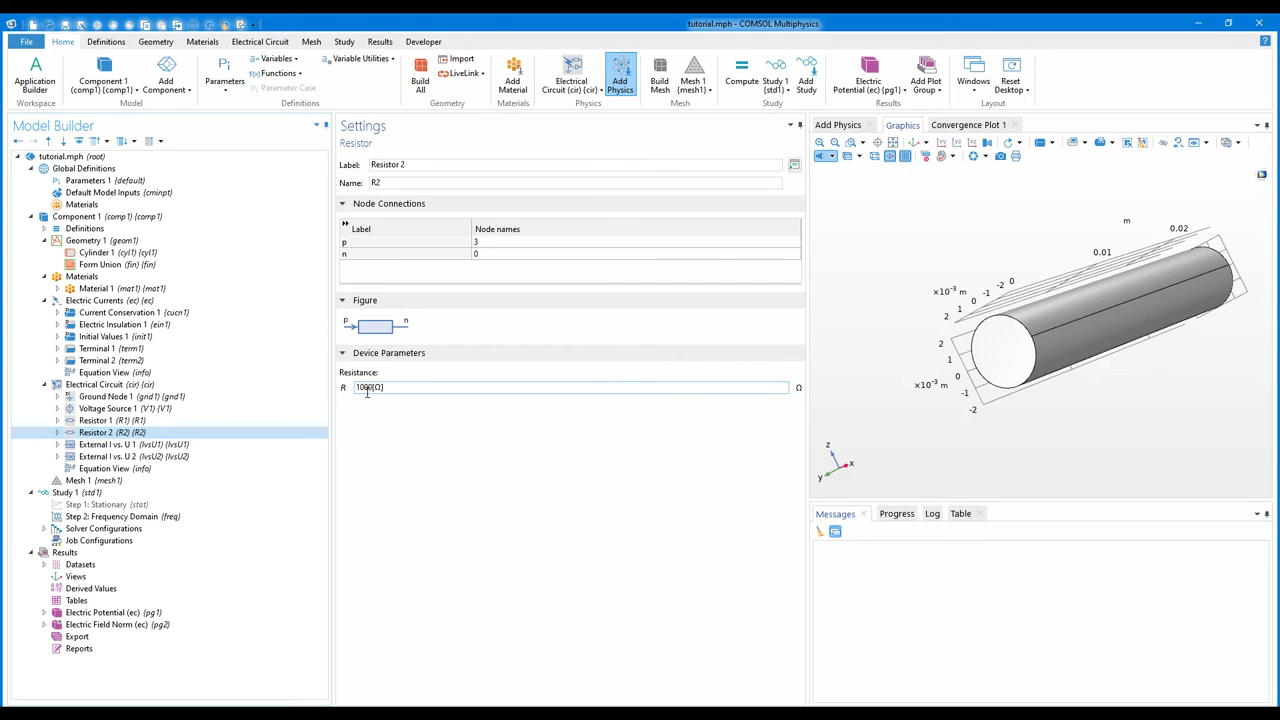 tutorial.mph - COMSOL Multiphysics
File Home Definitions Geometry Materials Electrical Circuit Mesh Study Results Developer
Application Builder
Workspace
Component 1 (comp1) (comp1)
Add Component
Model
Parameters
Variables
Functions
Parameter Case
Variable Utilities
Definitions
Build All
Import
LiveLink
Geometry
Add Material
Materials
Electrical Circuit (cir) (cir)
Add Physics
Physics
Build Mesh
Mesh 1 (mesh1)
Mesh
Compute
Study 1 (std1)
Add Study
Study
Electric Potential (ec) (pg1)
Add Plot Group
Results
Windows
Reset Desktop
Layout
Model Builder
tutorial.mph (root)
Global Definitions
Parameters 1 (default)
Default Model Inputs (cminpt)
Materials
Component 1 (comp1) (comp1)
Definitions
Geometry 1 (geom1)
Cylinder 1 (cyl1) (cyl1)
Form Union (fin) (fin)
Materials
Material 1 (mat1) (mat1)
Electric Currents (ec) (ec)
Current Conservation 1 (cucn1)
Electric Insulation 1 (ein1)
Initial Values 1 (init1)
Terminal 1 (term1)
Terminal 2 (term2)
Equation View (info)
Electrical Circuit (cir) (cir)
Ground Node 1 (gnd1) (gnd1)
Voltage Source 1 (V1) (V1)
Resistor 1 (R1) (R1)
Resistor 2 (R2) (R2)
External I vs. U 1 (IvsU1) (IvsU1)
External I vs. U 2 (IvsU2) (IvsU2)
Equation View (info)
Mesh 1 (mesh1)
Study 1 (std1)
Step 1: Stationary (stat)
Step 2: Frequency Domain (freq)
Solver Configurations
Job Configurations
Results
Datasets
Views
Derived Values
Tables
Electric Potential (ec) (pg1)
Electric Field Norm (ec) (pg2)
Export
Reports
Settings
Resistor
Label: Resistor 2
Name: R2
Node Connections
Label Node names
p 3
n 0
Figure
p n
Device Parameters
Resistance:
R 1000[Ω] Ω
Add Physics Graphics Convergence Plot 1
m
0.02
0.01
0
×10⁻³ m
-2
-1
0
1
2
2
1
0
-1
-2
×10⁻³ m
z
y x
Messages Progress Log Table